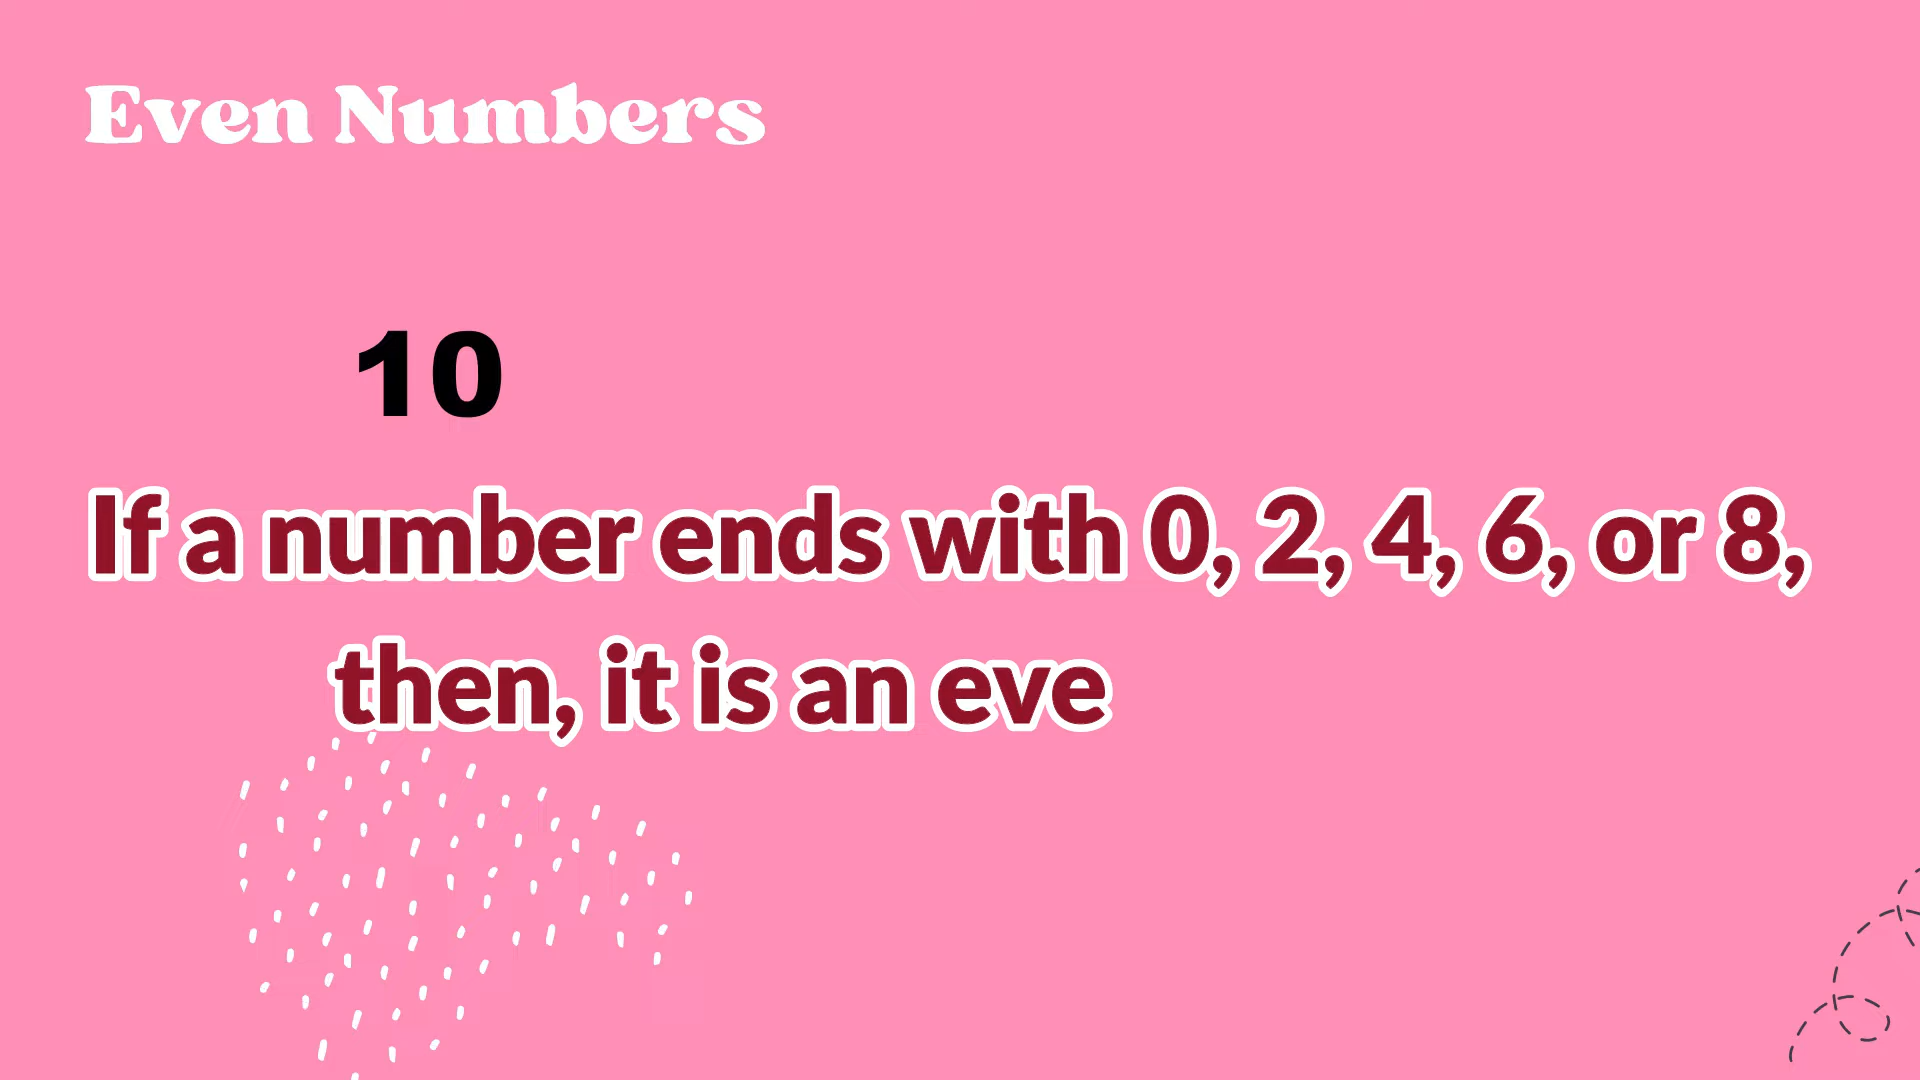 Even Numbers
10
If a number ends with 0, 2, 4, 6, or 8,
then, it is an eve